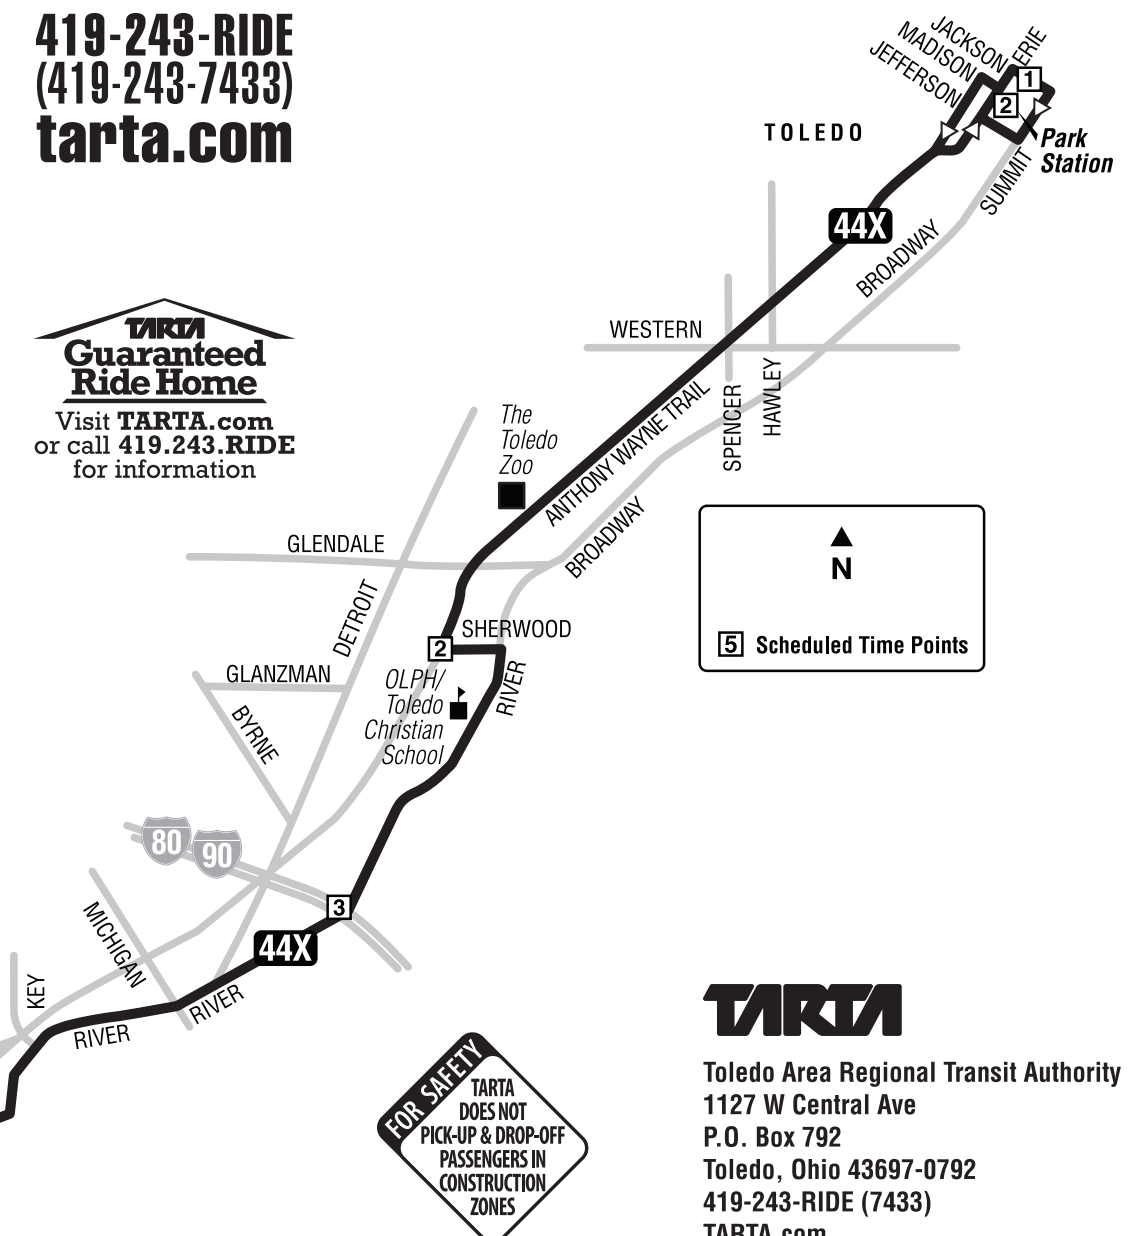 419-243-RIDE
(419-243-7433)
tarta.com
JACKSON
MADISON
JEFFERSON
ERIE
1
2
TOLEDO
Park
Station
SUMMIT
44X
BROADWAY
TARTA
Guaranteed
Ride Home
Visit TARTA.com
or call 419.243.RIDE
for information
WESTERN
SPENCER
HAWLEY
ANTHONY WAYNE TRAIL
The
Toledo
Zoo
BROADWAY
GLENDALE
DETROIT
N
5 Scheduled Time Points
2
SHERWOOD
GLANZMAN
BYRNE
OLPH/
Toledo
Christian
School
RIVER
80
90
3
44X
MICHIGAN
KEY
RIVER
RIVER
FOR SAFETY
TARTA
DOES NOT
PICK-UP & DROP-OFF
PASSENGERS IN
CONSTRUCTION
ZONES
TARTA
Toledo Area Regional Transit Authority
1127 W Central Ave
P.O. Box 792
Toledo, Ohio 43697-0792
419-243-RIDE (7433)
TARTA.com